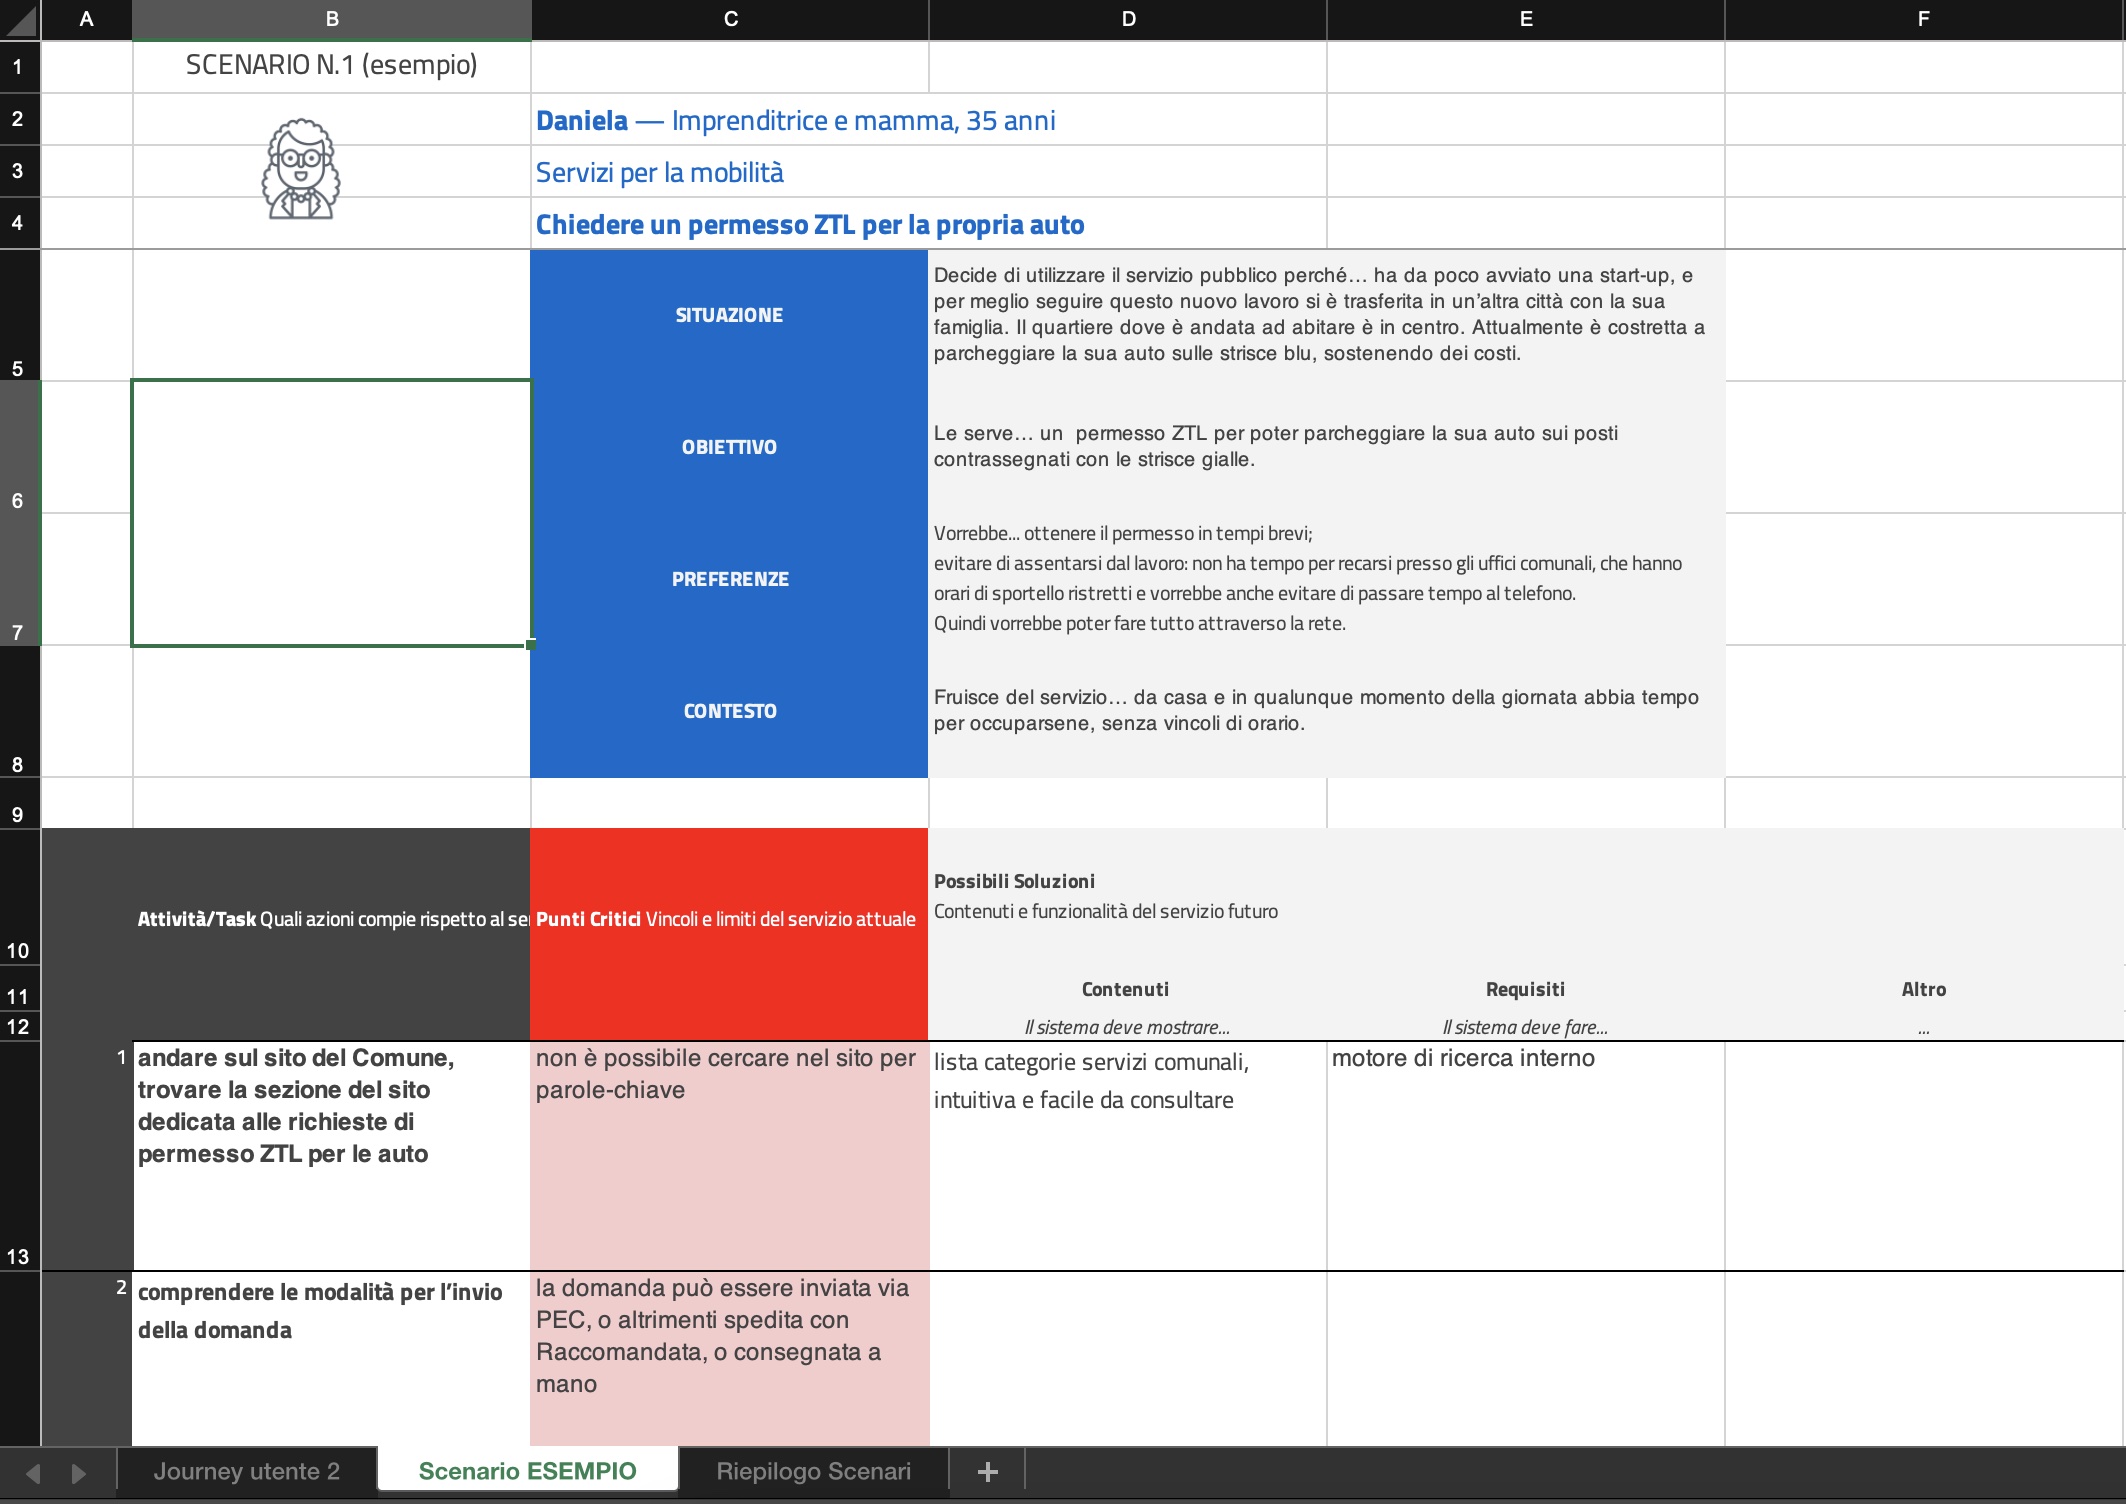 A B C D E F
1 SCENARIO N.1 (esempio)
2 Daniela — Imprenditrice e mamma, 35 anni
3 Servizi per la mobilità
4 Chiedere un permesso ZTL per la propria auto
SITUAZIONE
Decide di utilizzare il servizio pubblico perché… ha da poco avviato una start-up, e
per meglio seguire questo nuovo lavoro si è trasferita in un’altra città con la sua
famiglia. Il quartiere dove è andata ad abitare è in centro. Attualmente è costretta a
parcheggiare la sua auto sulle strisce blu, sostenendo dei costi.
5
OBIETTIVO
Le serve… un  permesso ZTL per poter parcheggiare la sua auto sui posti
contrassegnati con le strisce gialle.
6
PREFERENZE
Vorrebbe... ottenere il permesso in tempi brevi;
evitare di assentarsi dal lavoro: non ha tempo per recarsi presso gli uffici comunali, che hanno
orari di sportello ristretti e vorrebbe anche evitare di passare tempo al telefono.
Quindi vorrebbe poter fare tutto attraverso la rete.
7
CONTESTO
Fruisce del servizio… da casa e in qualunque momento della giornata abbia tempo
per occuparsene, senza vincoli di orario.
8
9
Attività/Task Quali azioni compie rispetto al se
Punti Critici Vincoli e limiti del servizio attuale
Possibili Soluzioni
Contenuti e funzionalità del servizio futuro
10
11 Contenuti Requisiti Altro
12 Il sistema deve mostrare... Il sistema deve fare... ...
1
andare sul sito del Comune,
trovare la sezione del sito
dedicata alle richieste di
permesso ZTL per le auto
non è possibile cercare nel sito per
parole-chiave
lista categorie servizi comunali,
intuitiva e facile da consultare
motore di ricerca interno
13
2
comprendere le modalità per l’invio
della domanda
la domanda può essere inviata via
PEC, o altrimenti spedita con
Raccomandata, o consegnata a
mano
Journey utente 2 Scenario ESEMPIO Riepilogo Scenari +